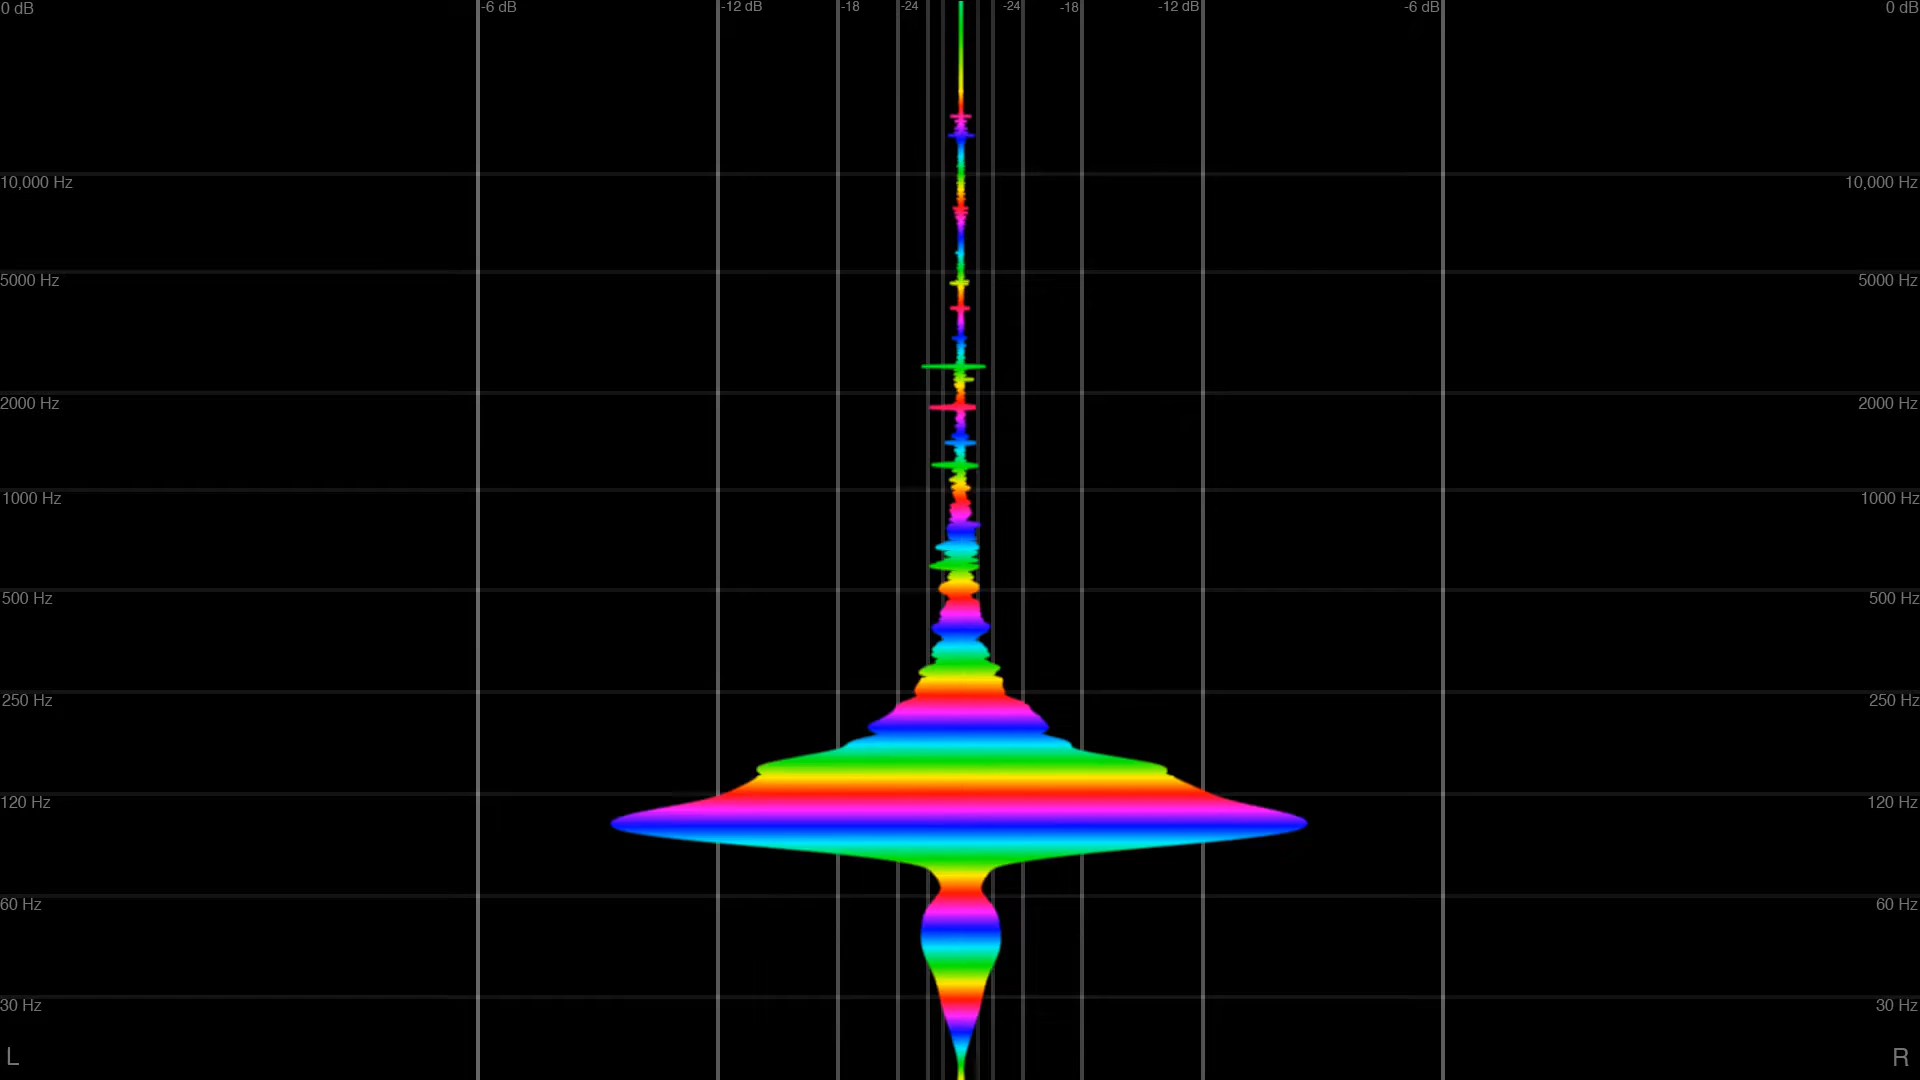 0 dB -6 dB -12 dB -18 -24 -24 -18 -12 dB -6 dB 0 dB
10,000 Hz 10,000 Hz
5000 Hz 5000 Hz
2000 Hz 2000 Hz
1000 Hz 1000 Hz
500 Hz 500 Hz
250 Hz 250 Hz
120 Hz 120 Hz
60 Hz 60 Hz
30 Hz 30 Hz
L R